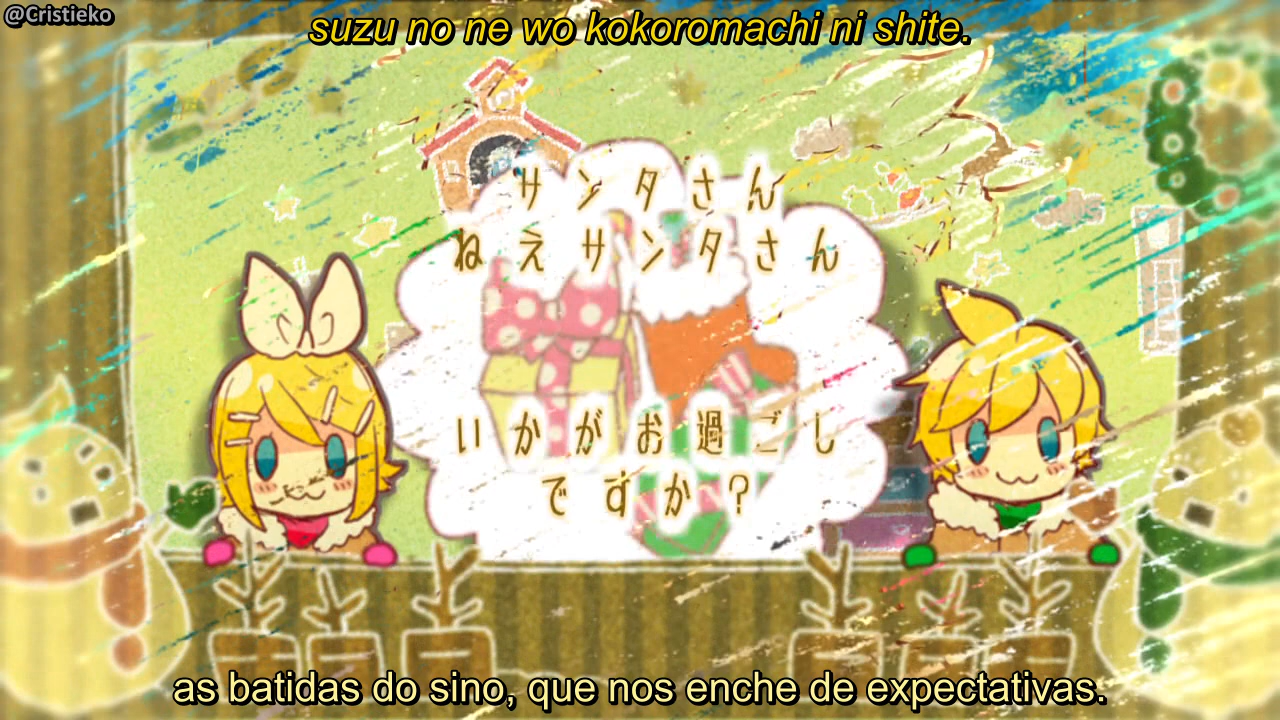 @Cristieko
suzu no ne wo kokoromachi ni shite.
サンタさん
ねえサンタさん
いかがお過ごし
ですか？
as batidas do sino, que nos enche de expectativas.